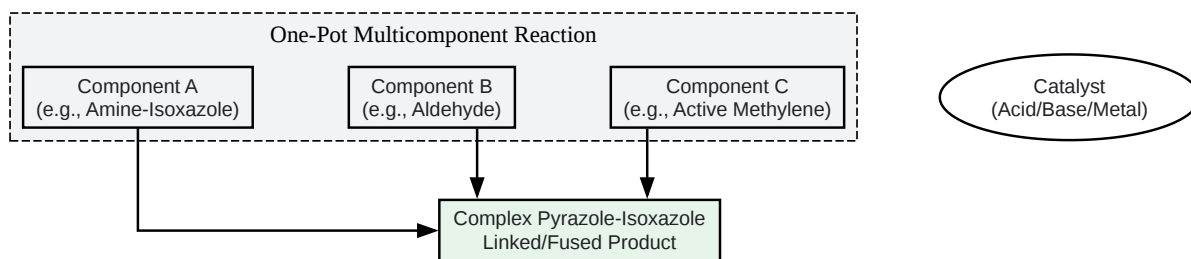 One-Pot Multicomponent Reaction
Component A
(e.g., Amine-Isoxazole)
Component B
(e.g., Aldehyde)
Component C
(e.g., Active Methylene)
Catalyst
(Acid/Base/Metal)
Complex Pyrazole-Isoxazole
Linked/Fused Product